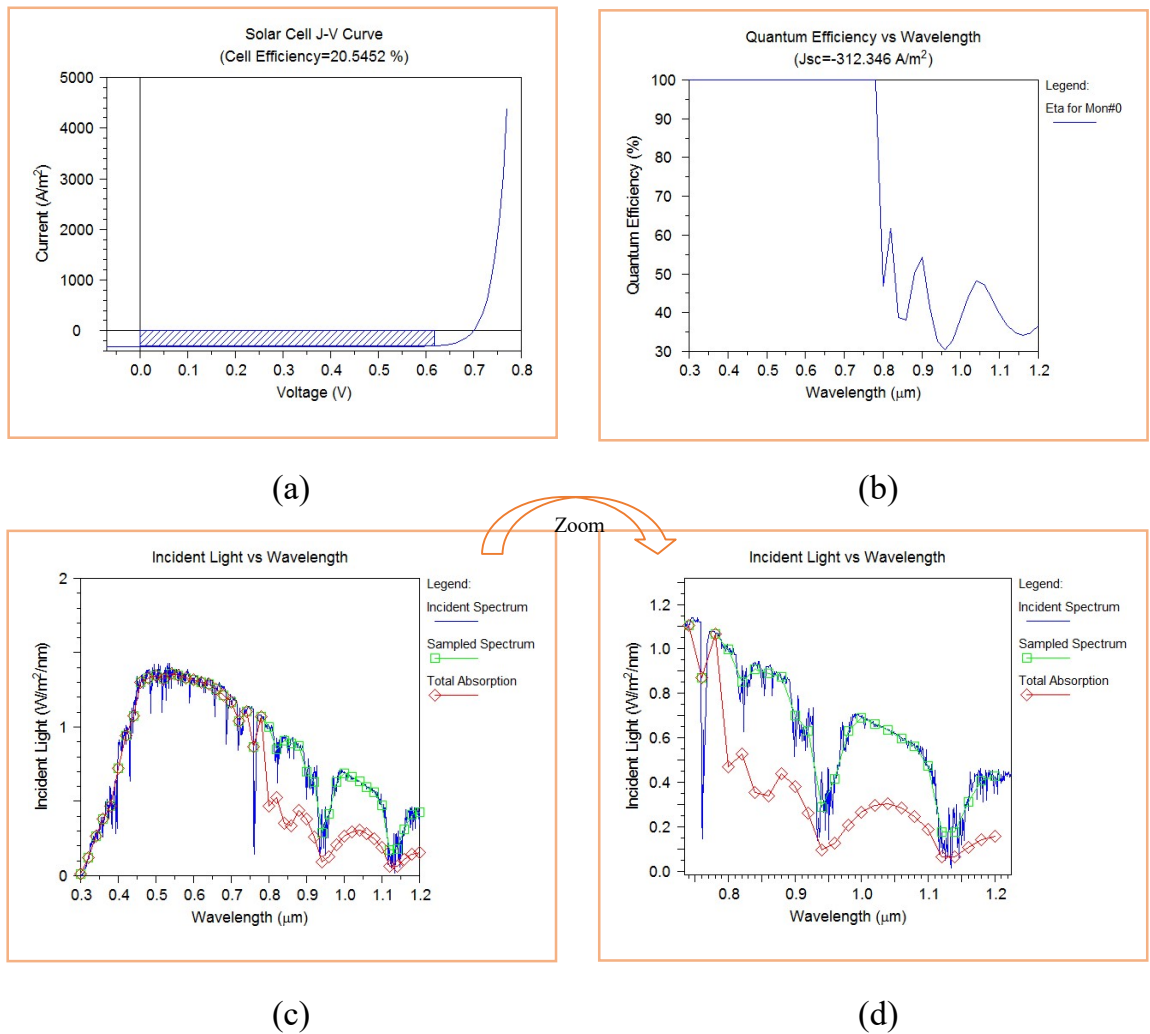 Solar Cell J-V Curve
(Cell Efficiency=20.5452 %)
5000
4000
3000
2000
1000
0
Current (A/m²)
0.0 0.1 0.2 0.3 0.4 0.5 0.6 0.7 0.8
Voltage (V)
(a)
Quantum Efficiency vs Wavelength
(Jsc=-312.346 A/m²)
100
90
80
70
60
50
40
30
Quantum Efficiency (%)
0.3 0.4 0.5 0.6 0.7 0.8 0.9 1.0 1.1 1.2
Wavelength (μm)
Legend:
Eta for Mon#0
(b)
Zoom
Incident Light vs Wavelength
2
1
0
Incident Light (W/m²/nm)
0.3 0.4 0.5 0.6 0.7 0.8 0.9 1.0 1.1 1.2
Wavelength (μm)
Legend:
Incident Spectrum
Sampled Spectrum
Total Absorption
(c)
Incident Light vs Wavelength
1.2
1.0
0.8
0.6
0.4
0.2
0.0
Incident Light (W/m²/nm)
0.8 0.9 1.0 1.1 1.2
Wavelength (μm)
Legend:
Incident Spectrum
Sampled Spectrum
Total Absorption
(d)